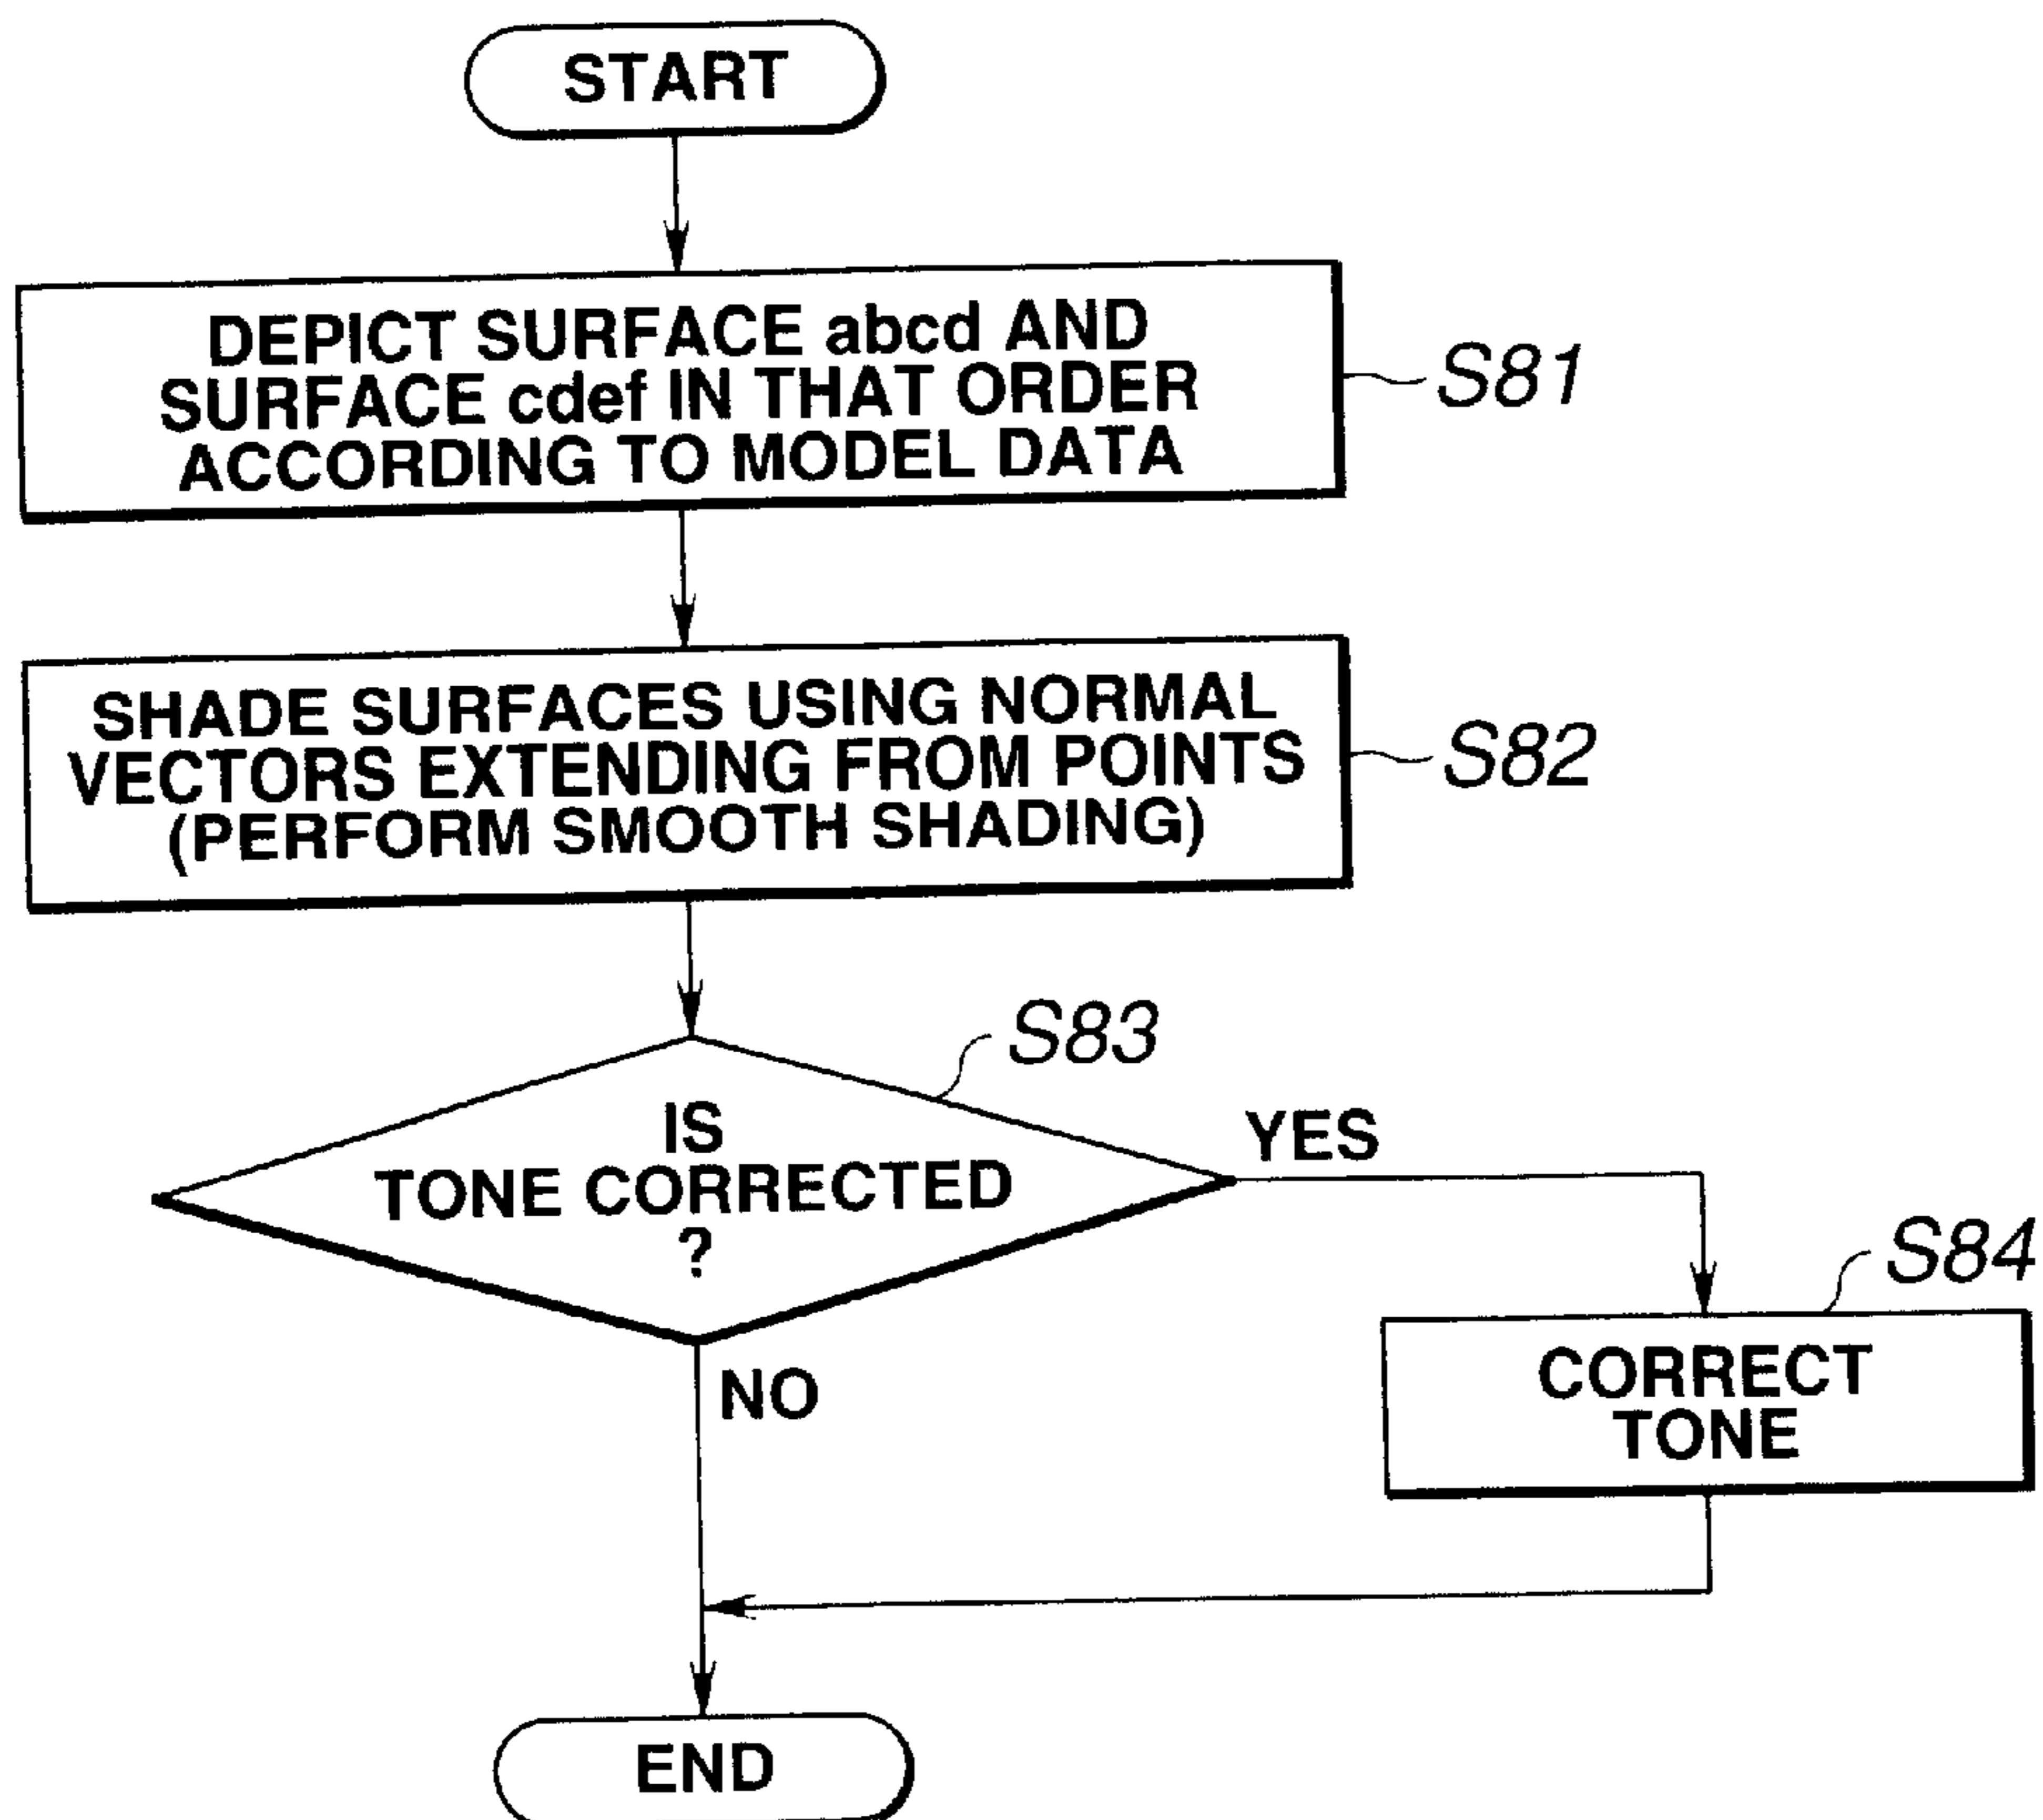 START
DEPICT SURFACE abcd AND
SURFACE cdef IN THAT ORDER
ACCORDING TO MODEL DATA
S81
SHADE SURFACES USING NORMAL
VECTORS EXTENDING FROM POINTS
(PERFORM SMOOTH SHADING)
S82
S83
IS
TONE CORRECTED
?
YES
S84
CORRECT
TONE
NO
END